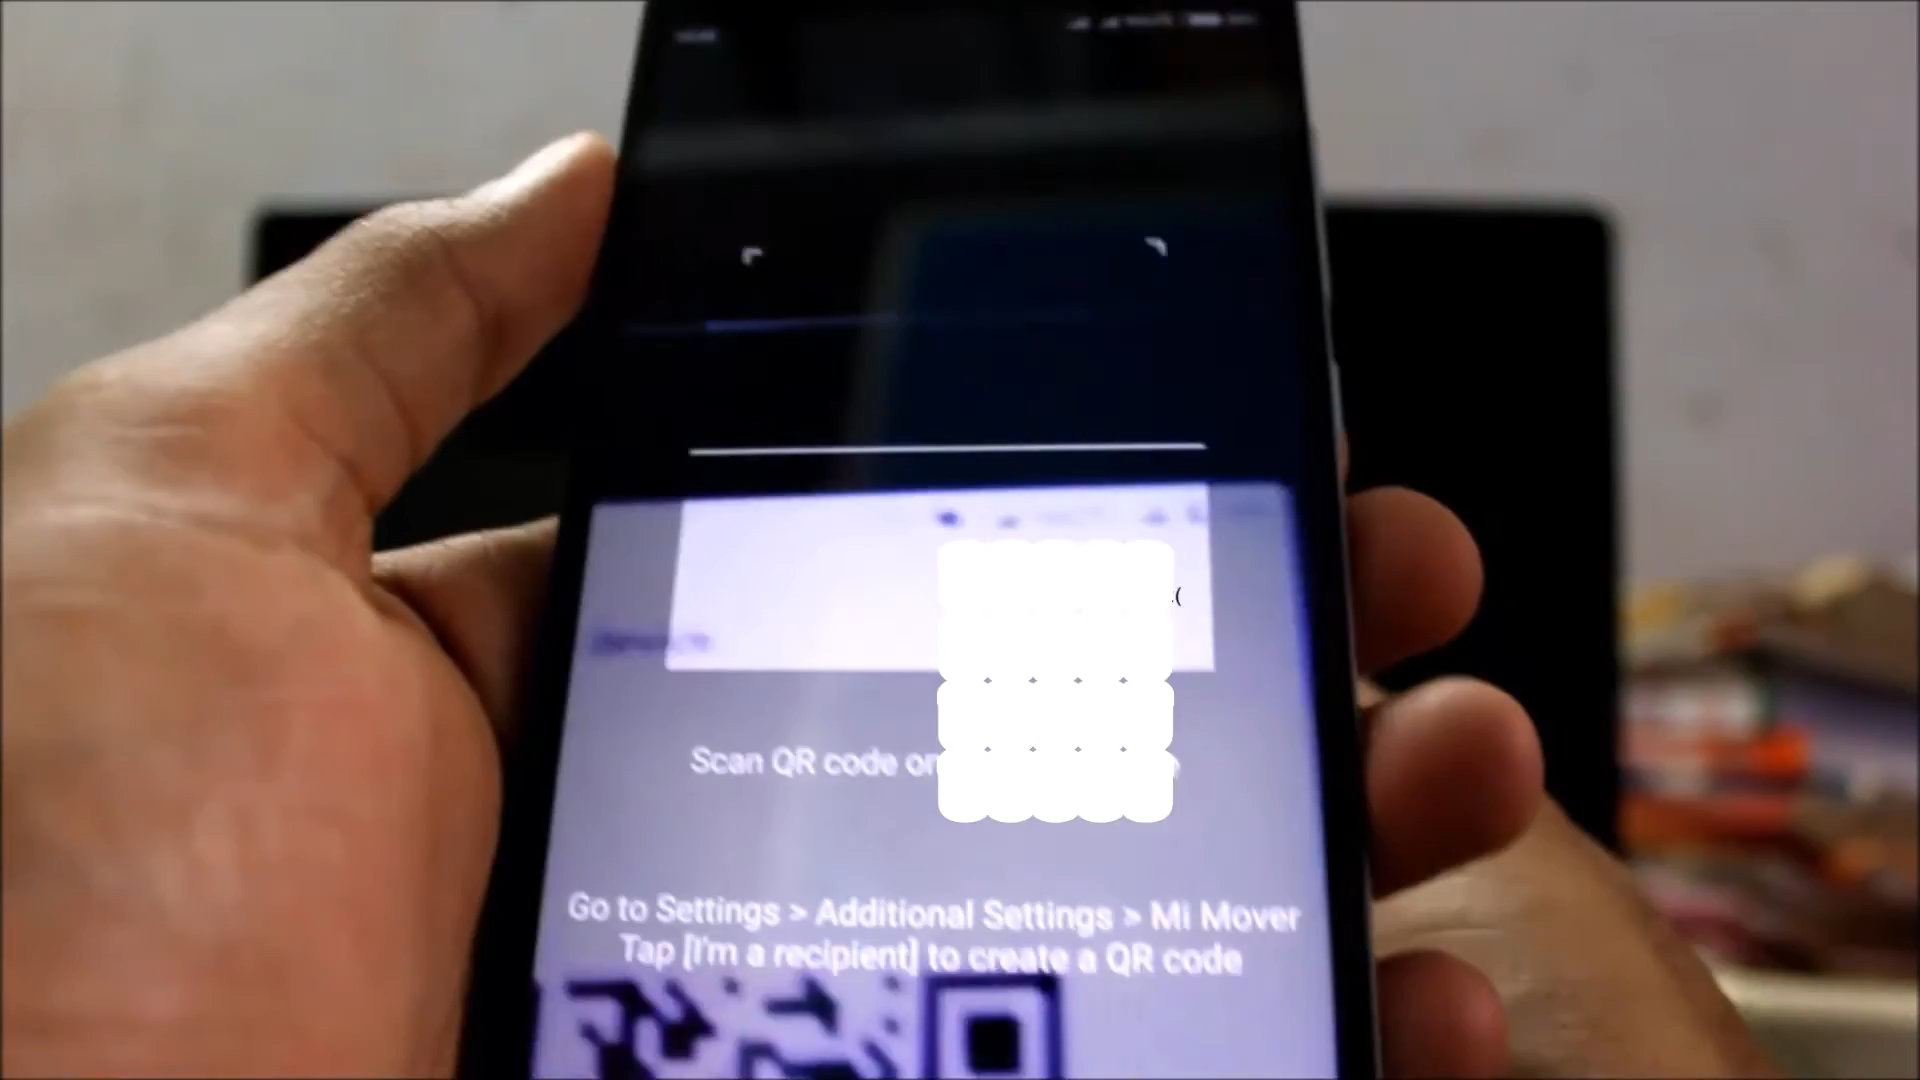 Scan QR code on
Go to Settings > Additional Settings > Mi Mover
Tap [I'm a recipient] to create a QR code